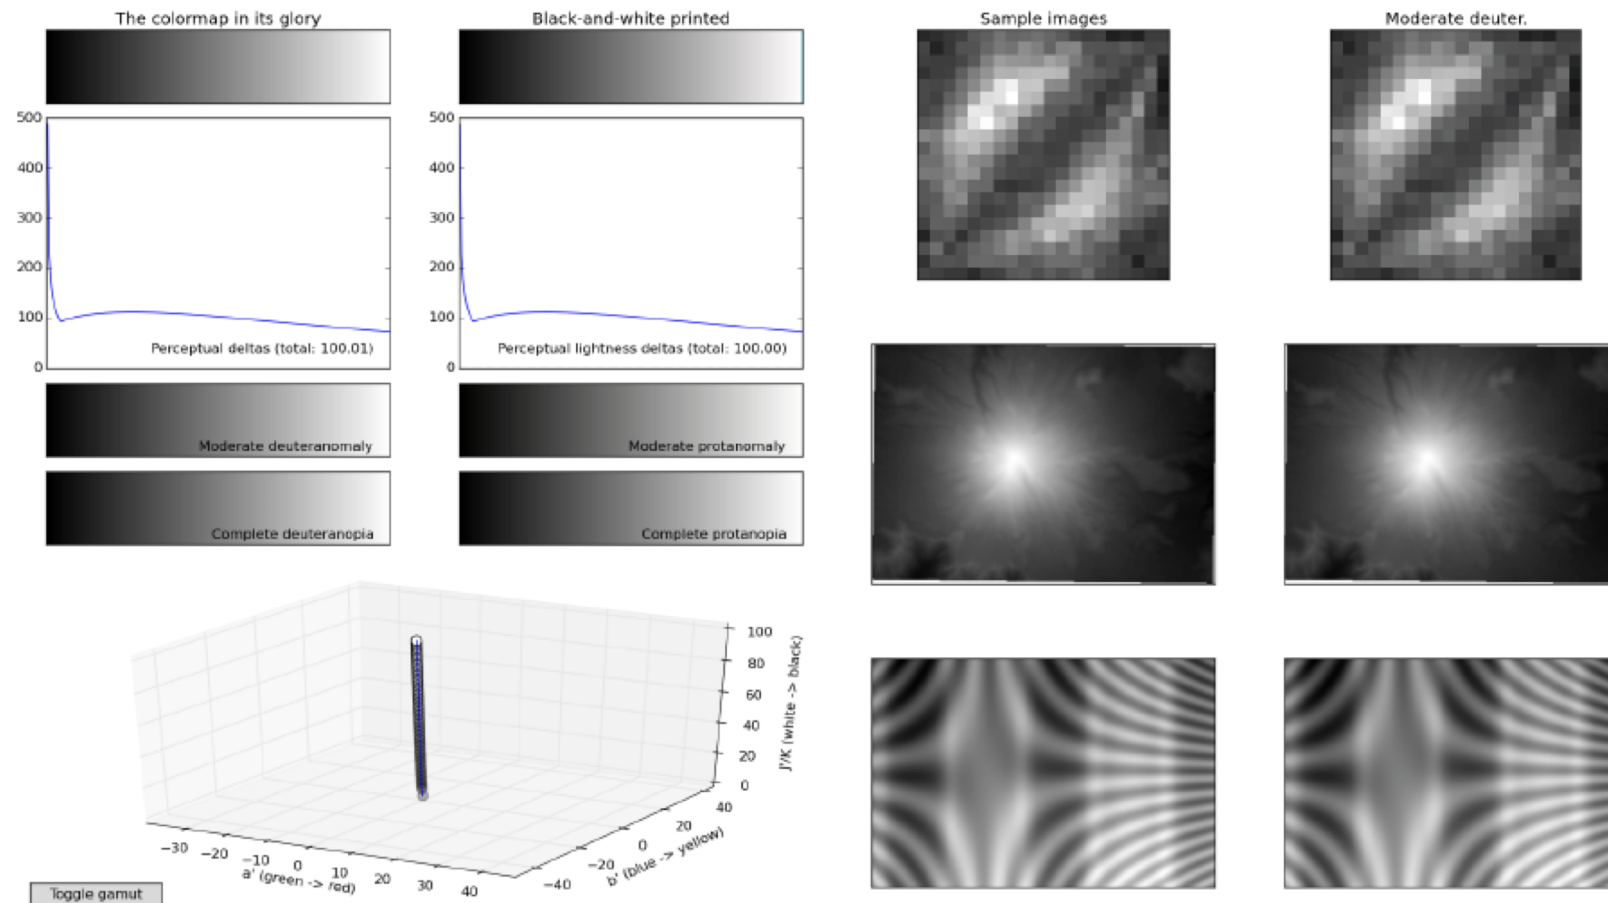 The colormap in its glory
Black-and-white printed
Sample images
Moderate deuter.
500
400
300
200
100
0
Perceptual deltas (total: 100.01)
500
400
300
200
100
0
Perceptual lightness deltas (total: 100.00)
Moderate deuteranomaly
Moderate protanomaly
Complete deuteranopia
Complete protanopia
100
80
60
40
20
0
J'/K (white -> black)
−30 −20 −10 0 10 20 30 40
a' (green -> red)
−40 −20 0 20 40
b' (blue -> yellow)
Toggle gamut